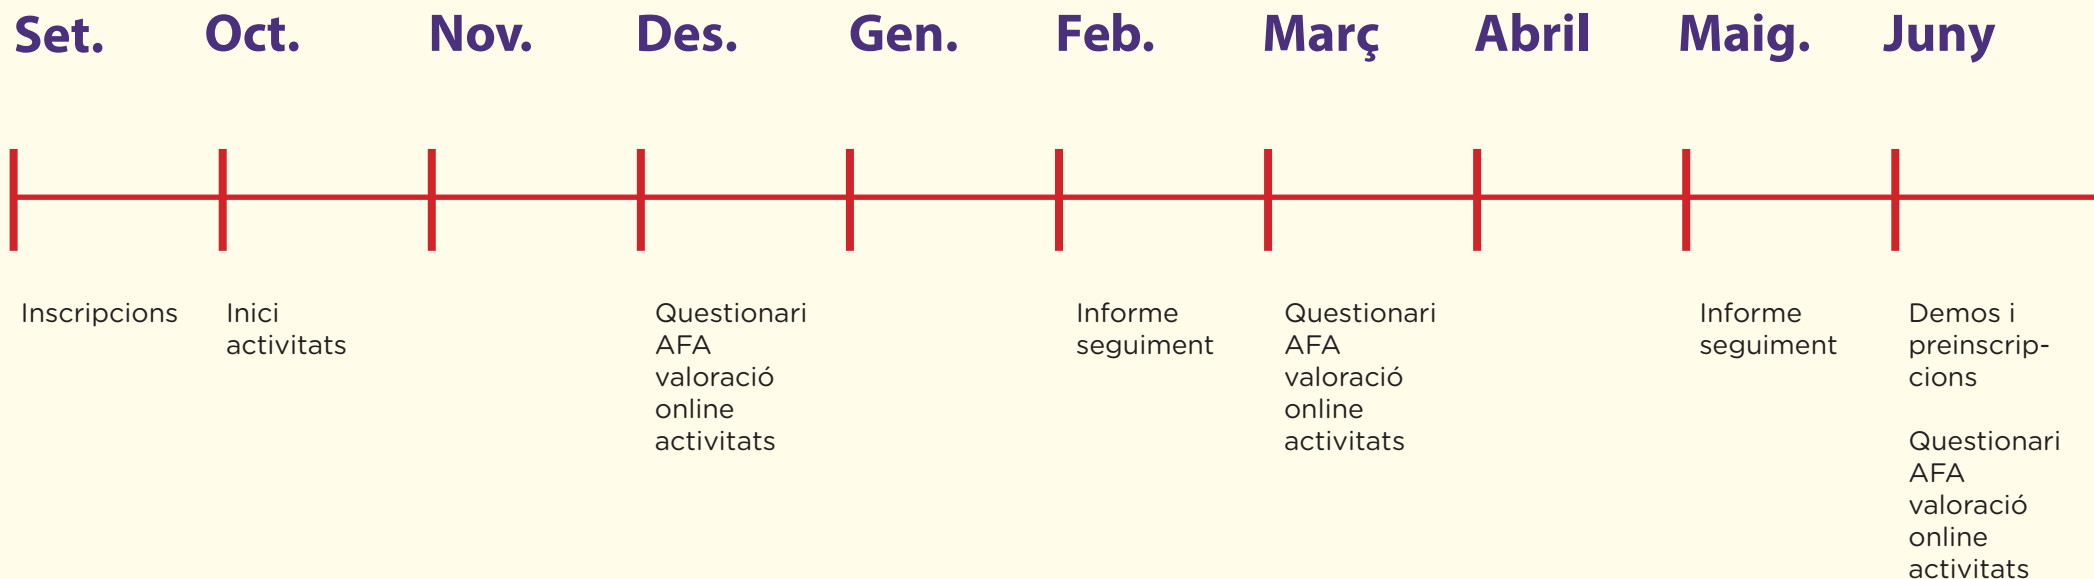 Set. Oct. Nov. Des. Gen. Feb. Març Abril Maig. Juny
Inscripcions
Inici
activitats
Questionari
AFA
valoració
online
activitats
Informe
seguiment
Questionari
AFA
valoració
online
activitats
Informe
seguiment
Demos i
preinscrip-
cions
Questionari
AFA
valoració
online
activitats